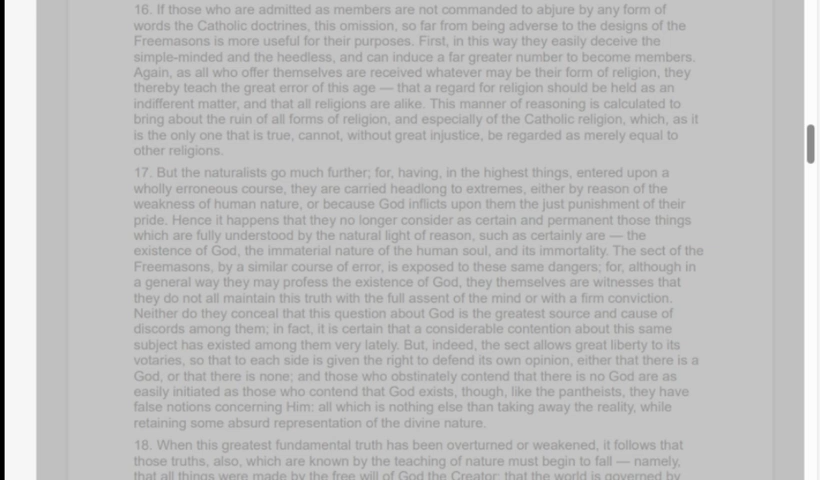 16. If those who are admitted as members are not commanded to abjure by any form of
words the Catholic doctrines, this omission, so far from being adverse to the designs of the
Freemasons is more useful for their purposes. First, in this way they easily deceive the
simple-minded and the heedless, and can induce a far greater number to become members.
Again, as all who offer themselves are received whatever may be their form of religion, they
thereby teach the great error of this age — that a regard for religion should be held as an
indifferent matter, and that all religions are alike. This manner of reasoning is calculated to
bring about the ruin of all forms of religion, and especially of the Catholic religion, which, as it
is the only one that is true, cannot, without great injustice, be regarded as merely equal to
other religions.
17. But the naturalists go much further; for, having, in the highest things, entered upon a
wholly erroneous course, they are carried headlong to extremes, either by reason of the
weakness of human nature, or because God inflicts upon them the just punishment of their
pride. Hence it happens that they no longer consider as certain and permanent those things
which are fully understood by the natural light of reason, such as certainly are — the
existence of God, the immaterial nature of the human soul, and its immortality. The sect of the
Freemasons, by a similar course of error, is exposed to these same dangers; for, although in
a general way they may profess the existence of God, they themselves are witnesses that
they do not all maintain this truth with the full assent of the mind or with a firm conviction.
Neither do they conceal that this question about God is the greatest source and cause of
discords among them; in fact, it is certain that a considerable contention about this same
subject has existed among them very lately. But, indeed, the sect allows great liberty to its
votaries, so that to each side is given the right to defend its own opinion, either that there is a
God, or that there is none; and those who obstinately contend that there is no God are as
easily initiated as those who contend that God exists, though, like the pantheists, they have
false notions concerning Him: all which is nothing else than taking away the reality, while
retaining some absurd representation of the divine nature.
18. When this greatest fundamental truth has been overturned or weakened, it follows that
those truths, also, which are known by the teaching of nature must begin to fall — namely,
that all things were made by the free will of God the Creator; that the world is governed by